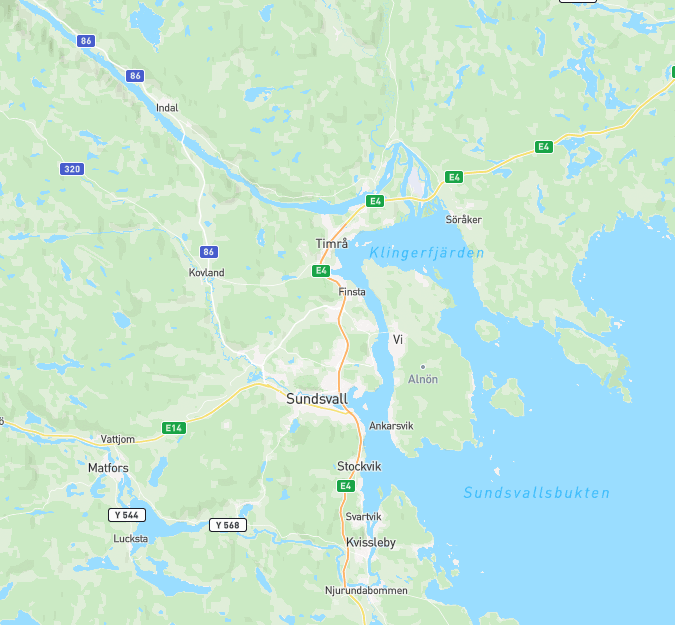 86
86
Indal
E4
320
E4
E4
Söråker
Timrå
86
Klingerfjärden
Kovland
E4
Finsta
Vi
Alnön
Sundsvall
ö
E14
Ankarsvik
Vattjom
Matfors
Stockvik
E4
Sundsvallsbukten
Y 544
Svartvik
Y 568
Lucksta
Kvissleby
Njurundabommen